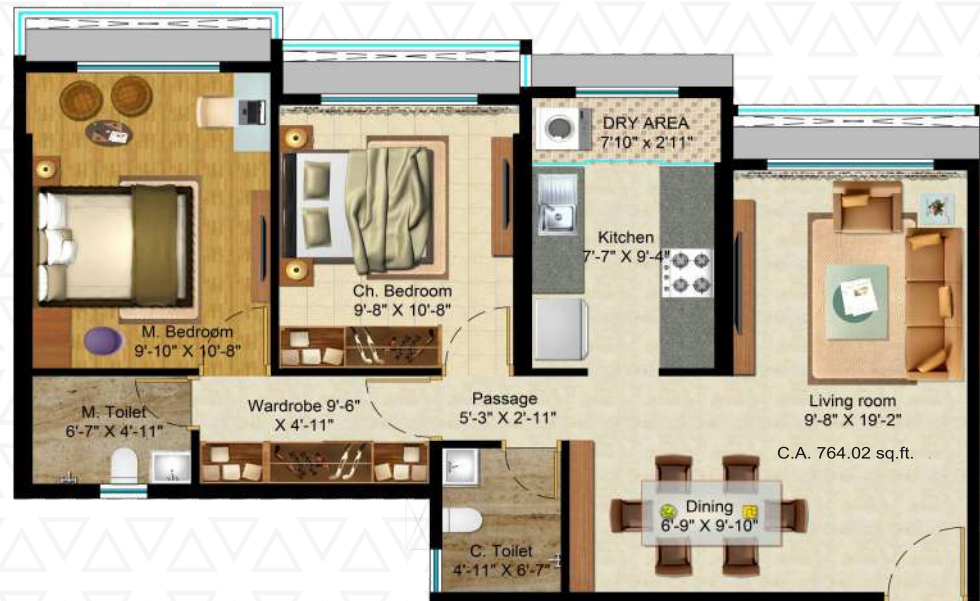 DRY AREA
7'10" x 2'11"
Kitchen
7'-7" X 9'-4"
Ch. Bedroom
9'-8" X 10'-8"
M. Bedroom
9'-10" X 10'-8"
M. Toilet
6'-7" X 4'-11"
Wardrobe 9'-6"
X 4'-11"
Passage
5'-3" X 2'-11"
Living room
9'-8" X 19'-2"
C.A. 764.02 sq.ft.
Dining
6'-9" X 9'-10"
C. Toilet
4'-11" X 6'-7"